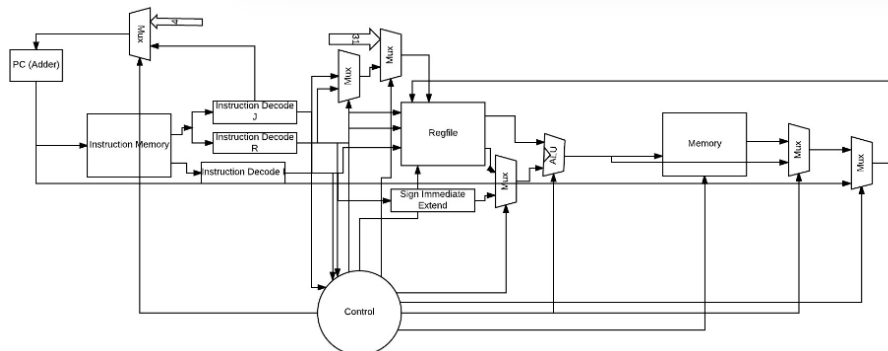 4
Mux
31
PC (Adder)
Mux
Mux
Instruction Decode
J
Instruction Memory
Instruction Decode
R
Regfile
ALU
Memory
Mux
Mux
Instruction Decode I
Mux
Sign Immediate
Extend
Control